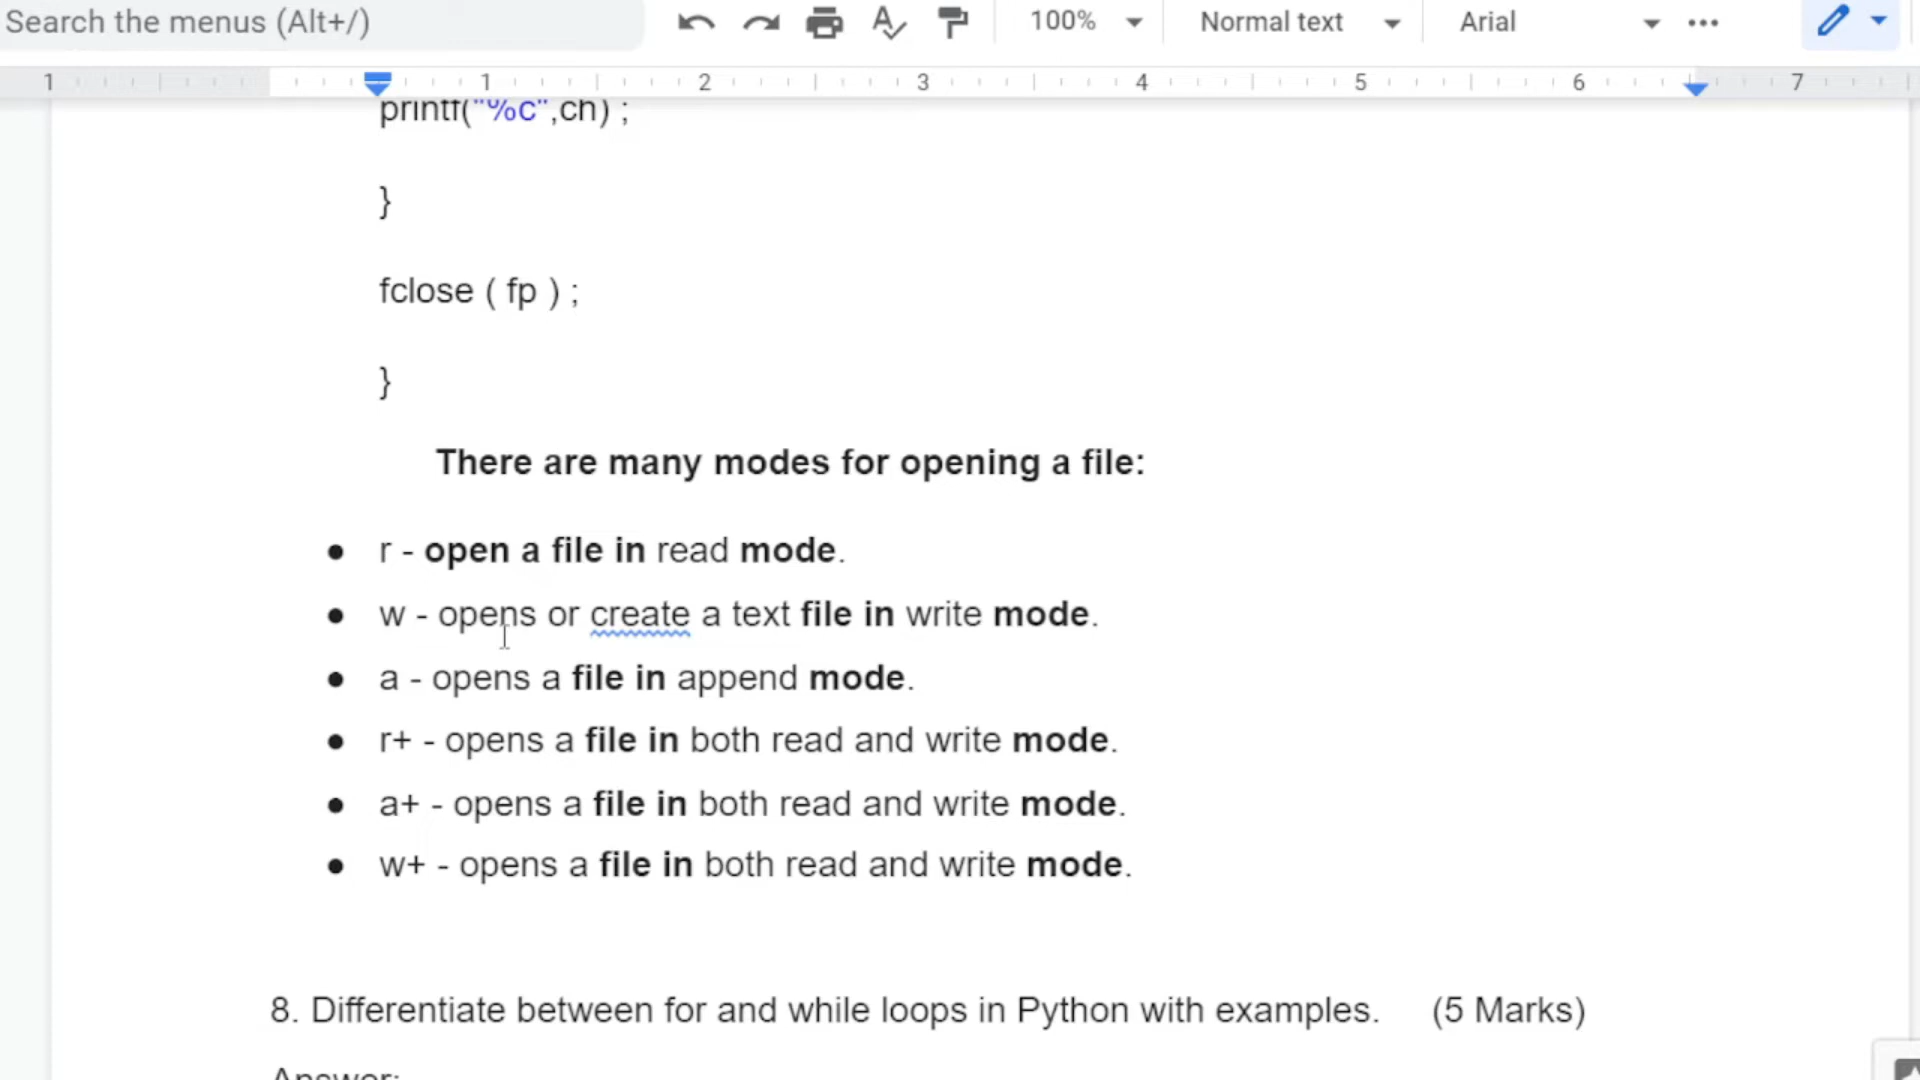 Search the menus (Alt+/)
100%
Normal text
Arial
1 1 2 3 4 5 6 7
printf("%c",ch) ;
}
fclose ( fp ) ;
}
There are many modes for opening a file:
● r - open a file in read mode.
● w - opens or create a text file in write mode.
● a - opens a file in append mode.
● r+ - opens a file in both read and write mode.
● a+ - opens a file in both read and write mode.
● w+ - opens a file in both read and write mode.
8. Differentiate between for and while loops in Python with examples. (5 Marks)
Answer: